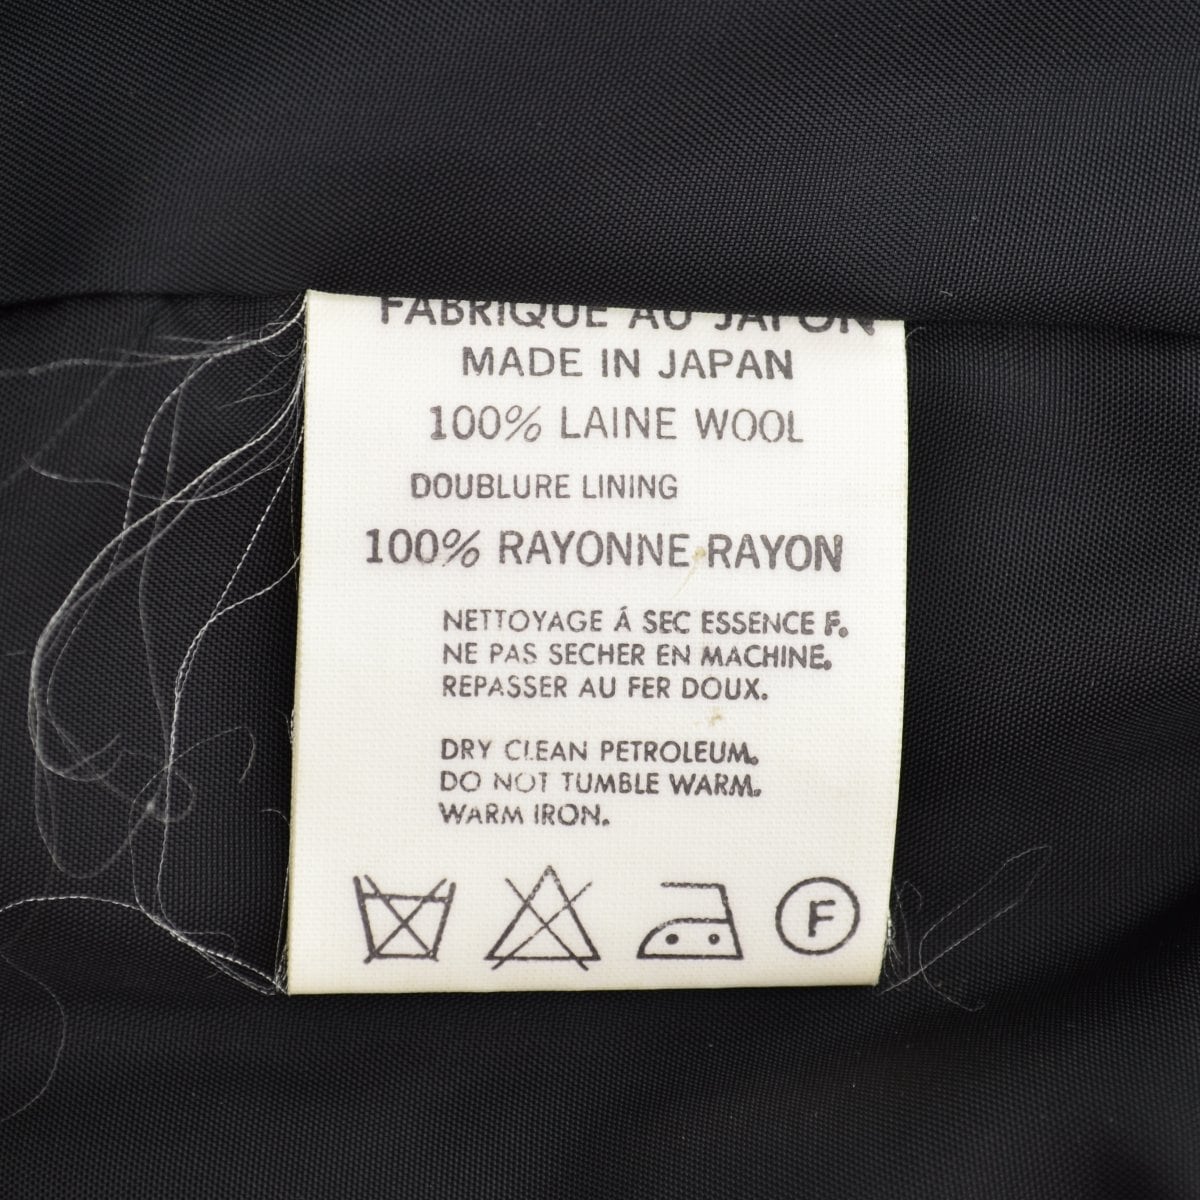 FABRIQUE AU JAPON
MADE IN JAPAN
100% LAINE WOOL
DOUBLURE LINING
100% RAYONNE RAYON
NETTOYAGE Á SEC ESSENCE F.
NE PAS SECHER EN MACHINE.
REPASSER AU FER DOUX.
DRY CLEAN PETROLEUM.
DO NOT TUMBLE WARM.
WARM IRON.
F